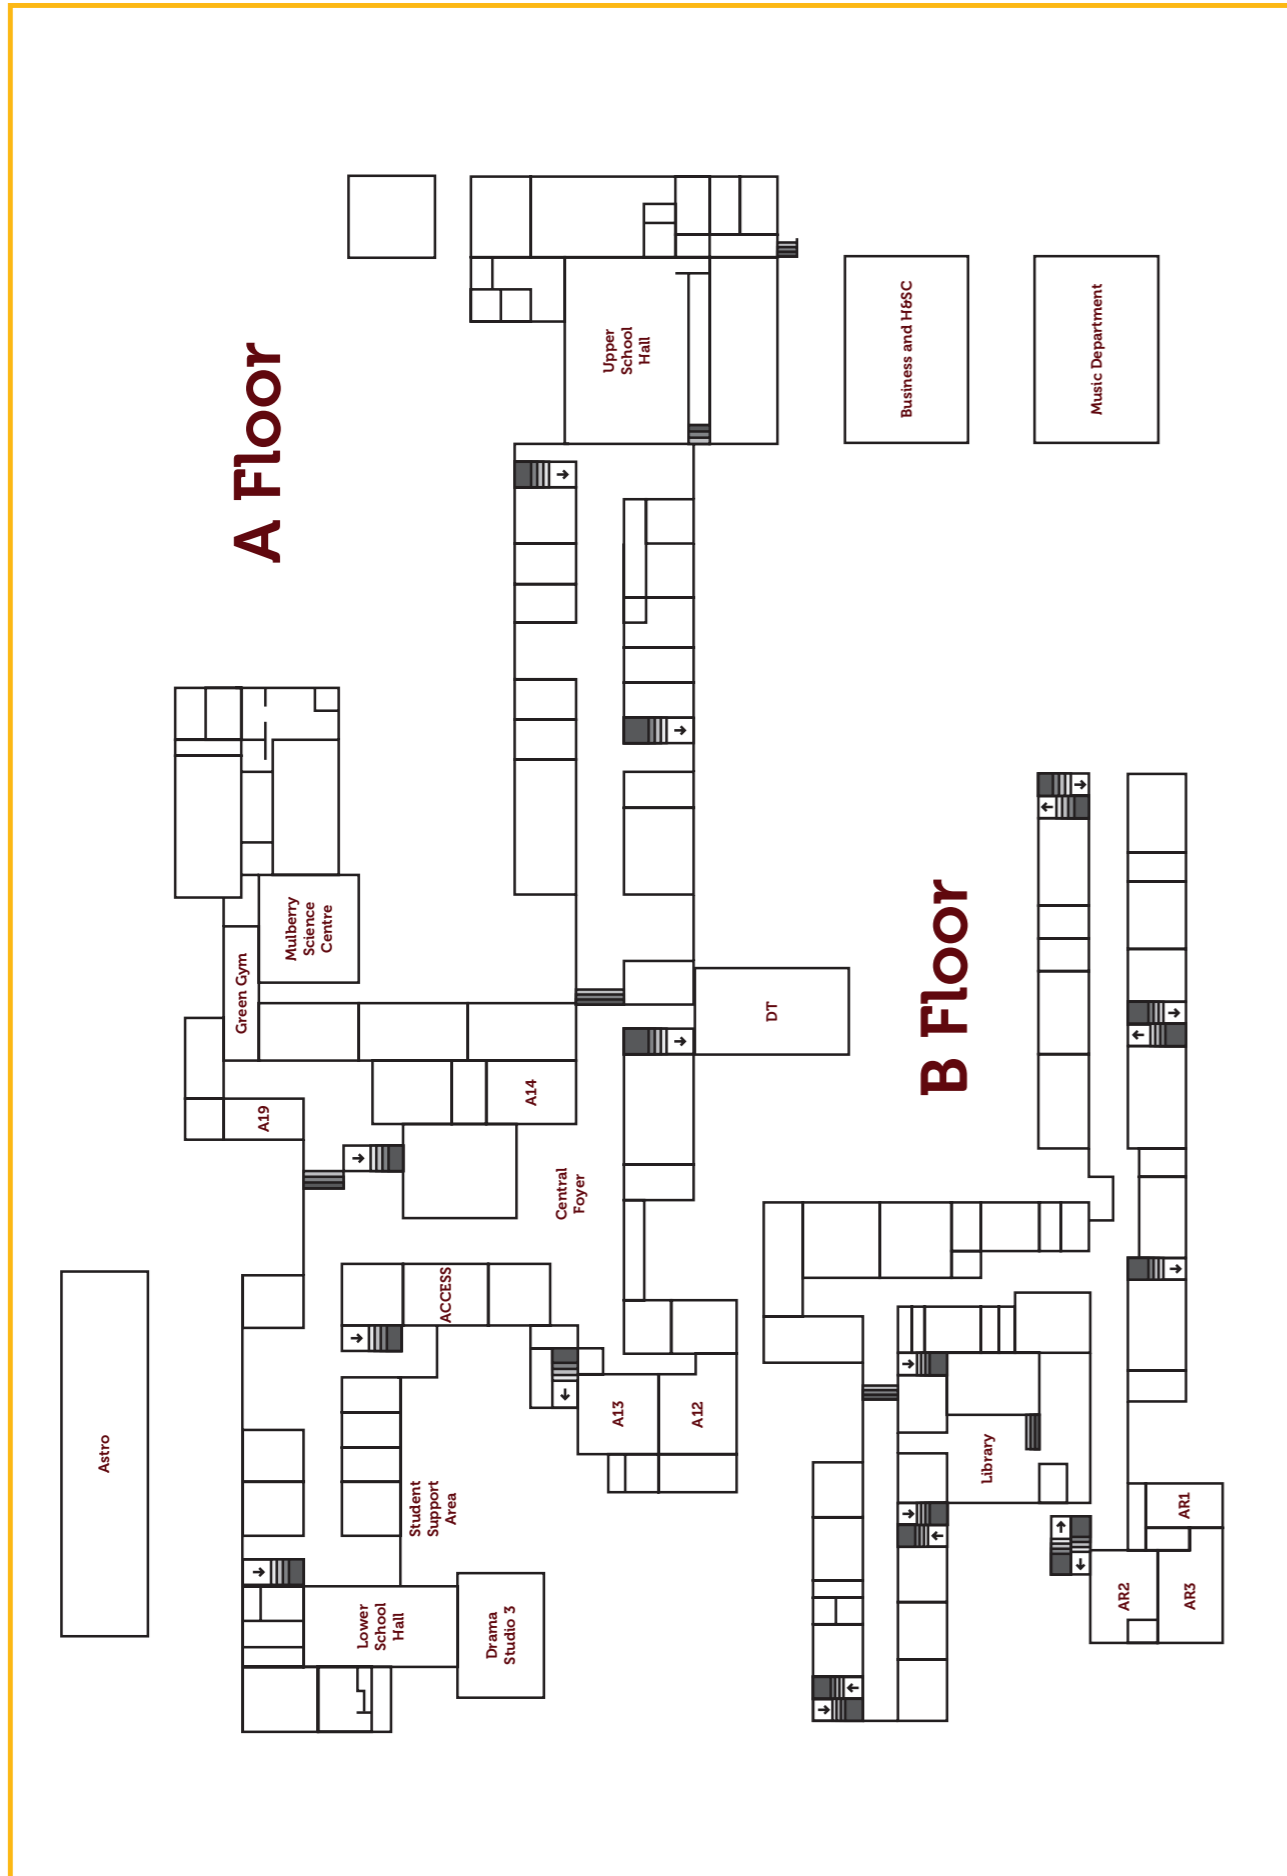 A Floor
Upper
School
Hall
Business and H&SC
Music Department
Mulberry
Science
Centre
Green Gym
DT
A14
A19
Central
Foyer
ACCESS
A13
A12
Astro
Student
Support
Area
Lower
School
Hall
Drama
Studio 3
B Floor
Library
AR1
AR2
AR3